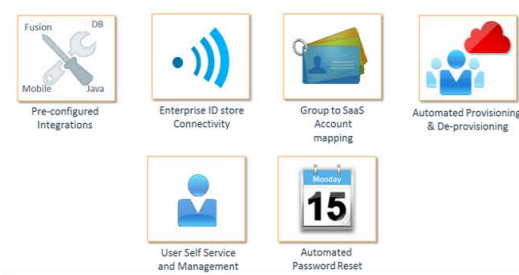 Fusion DB
Mobile Java
Pre-configured
Integrations
Enterprise ID store
Connectivity
Group to SaaS
Account
mapping
Automated Provisioning
& De-provisioning
Monday
15
User Self Service
and Management
Automated
Password Reset